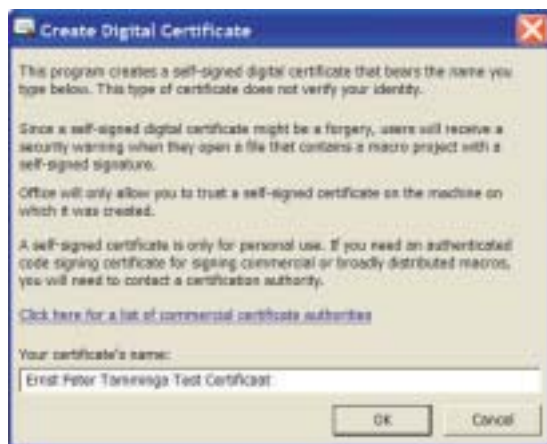 Create Digital Certificate
This program creates a self-signed digital certificate that bears the name you
type below. This type of certificate does not verify your identity.
Since a self-signed digital certificate might be a forgery, users will receive a
security warning when they open a file that contains a macro project with a
self-signed signature.
Office will only allow you to trust a self-signed certificate on the machine on
which it was created.
A self-signed certificate is only for personal use. If you need an authenticated
code signing certificate for signing commercial or broadly distributed macros,
you will need to contact a certification authority.
Click here for a list of commercial certificate authorities
Your certificate's name:
Ernst Peter Tamminga Test Certificaat
OK
Cancel